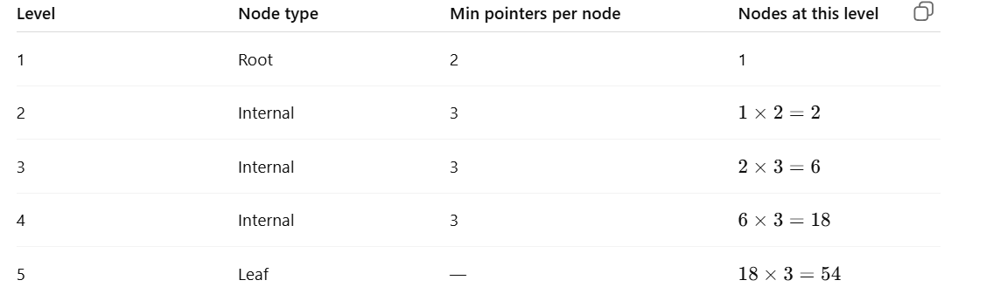 Level Node type Min pointers per node Nodes at this level
1 Root 2 1
2 Internal 3 1 × 2 = 2
3 Internal 3 2 × 3 = 6
4 Internal 3 6 × 3 = 18
5 Leaf — 18 × 3 = 54